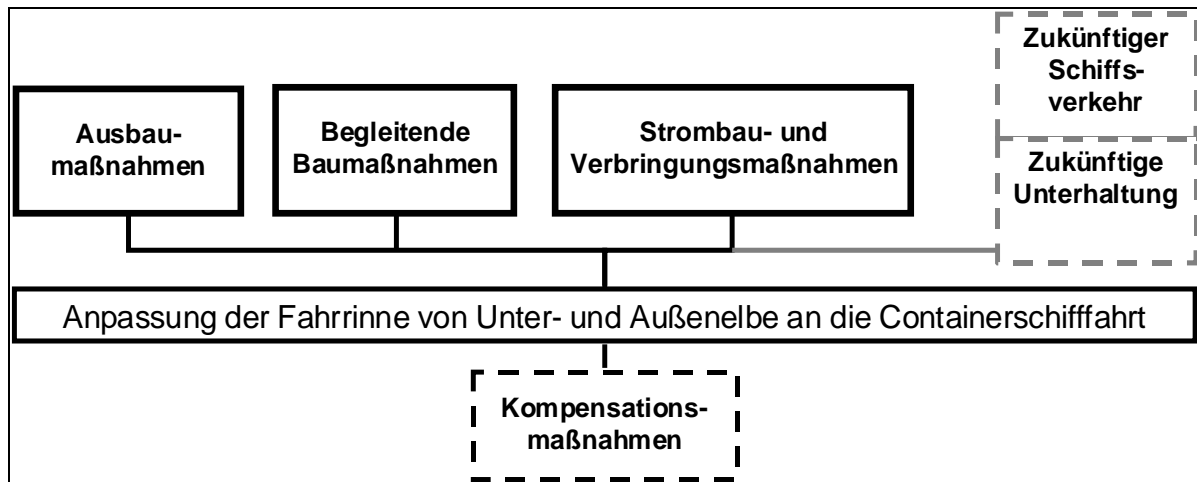 Ausbau-
maßnahmen
Begleitende
Baumaßnahmen
Strombau- und
Verbringungsmaßnahmen
Zukünftiger
Schiffs-
verkehr
Zukünftige
Unterhaltung
Anpassung der Fahrrinne von Unter- und Außenelbe an die Containerschifffahrt
Kompensations-
maßnahmen